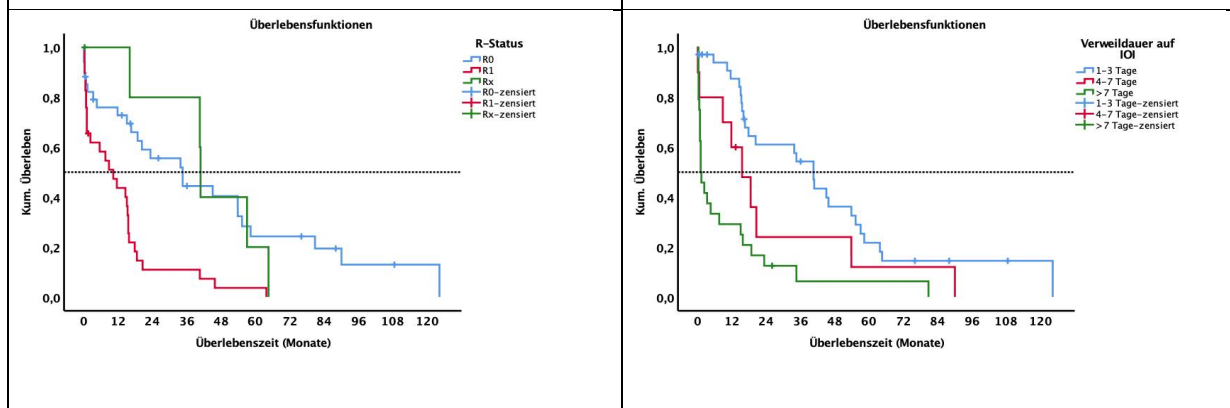 Überlebensfunktionen
R-Status
R0
R1
Rx
R0-zensiert
R1-zensiert
Rx-zensiert
Kum. Überleben
1,0
0,8
0,6
0,4
0,2
0,0
0 12 24 36 48 60 72 84 96 108 120
Überlebenszeit (Monate)
Überlebensfunktionen
Verweildauer auf
IOI
1-3 Tage
4-7 Tage
>7 Tage
1-3 Tage-zensiert
4-7 Tage-zensiert
>7 Tage-zensiert
Kum. Überleben
1,0
0,8
0,6
0,4
0,2
0,0
0 12 24 36 48 60 72 84 96 108 120
Überlebenszeit (Monate)